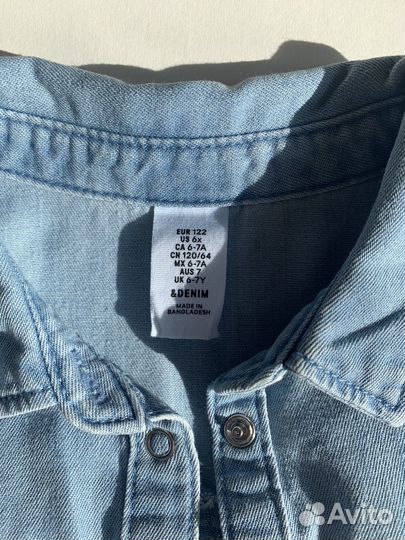 EUR 122
US 6x
CA 6-7A
CN 120/64
MX 6-7A
AUS 7
UK 6-7Y
&DENIM
MADE IN
BANGLADESH
Avito